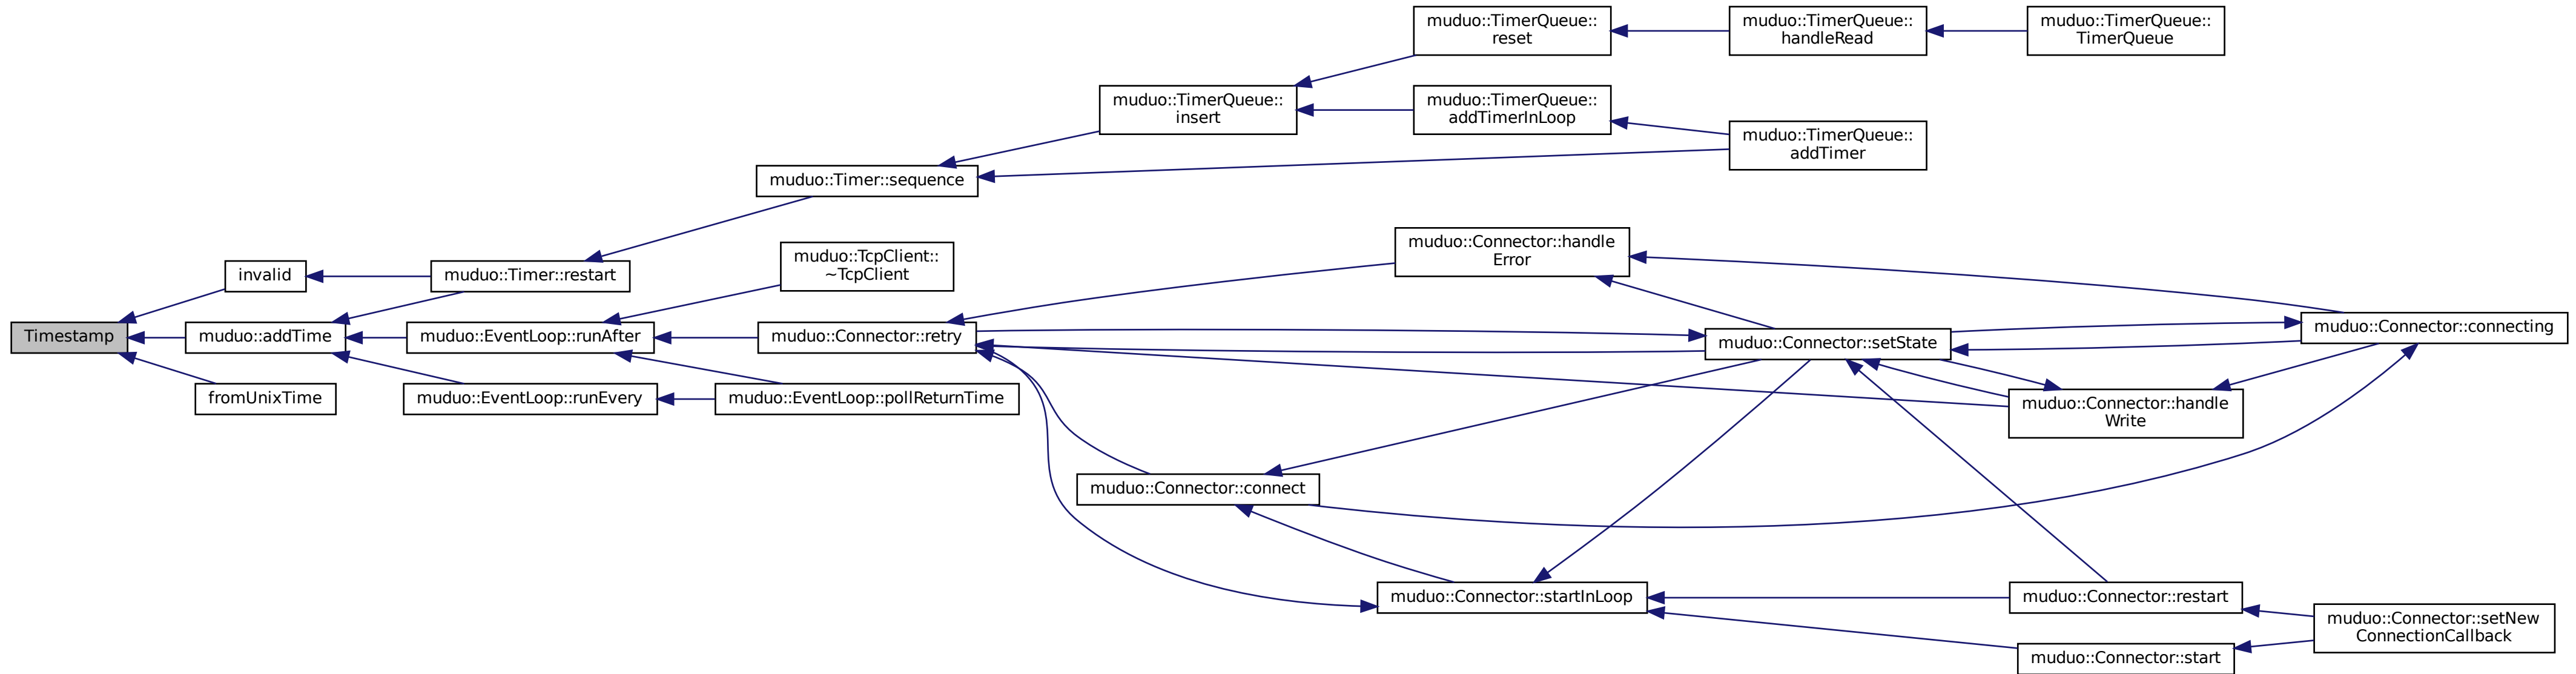 muduo::TimerQueue::
reset
muduo::TimerQueue::
handleRead
muduo::TimerQueue::
TimerQueue
muduo::TimerQueue::
insert
muduo::TimerQueue::
addTimerInLoop
muduo::TimerQueue::
addTimer
muduo::Timer::sequence
muduo::Connector::handle
Error
muduo::TcpClient::
~TcpClient
invalid
muduo::Timer::restart
Timestamp
muduo::addTime
muduo::EventLoop::runAfter
muduo::Connector::retry
muduo::Connector::setState
muduo::Connector::connecting
fromUnixTime
muduo::EventLoop::runEvery
muduo::EventLoop::pollReturnTime
muduo::Connector::handle
Write
muduo::Connector::connect
muduo::Connector::startInLoop
muduo::Connector::restart
muduo::Connector::setNew
ConnectionCallback
muduo::Connector::start